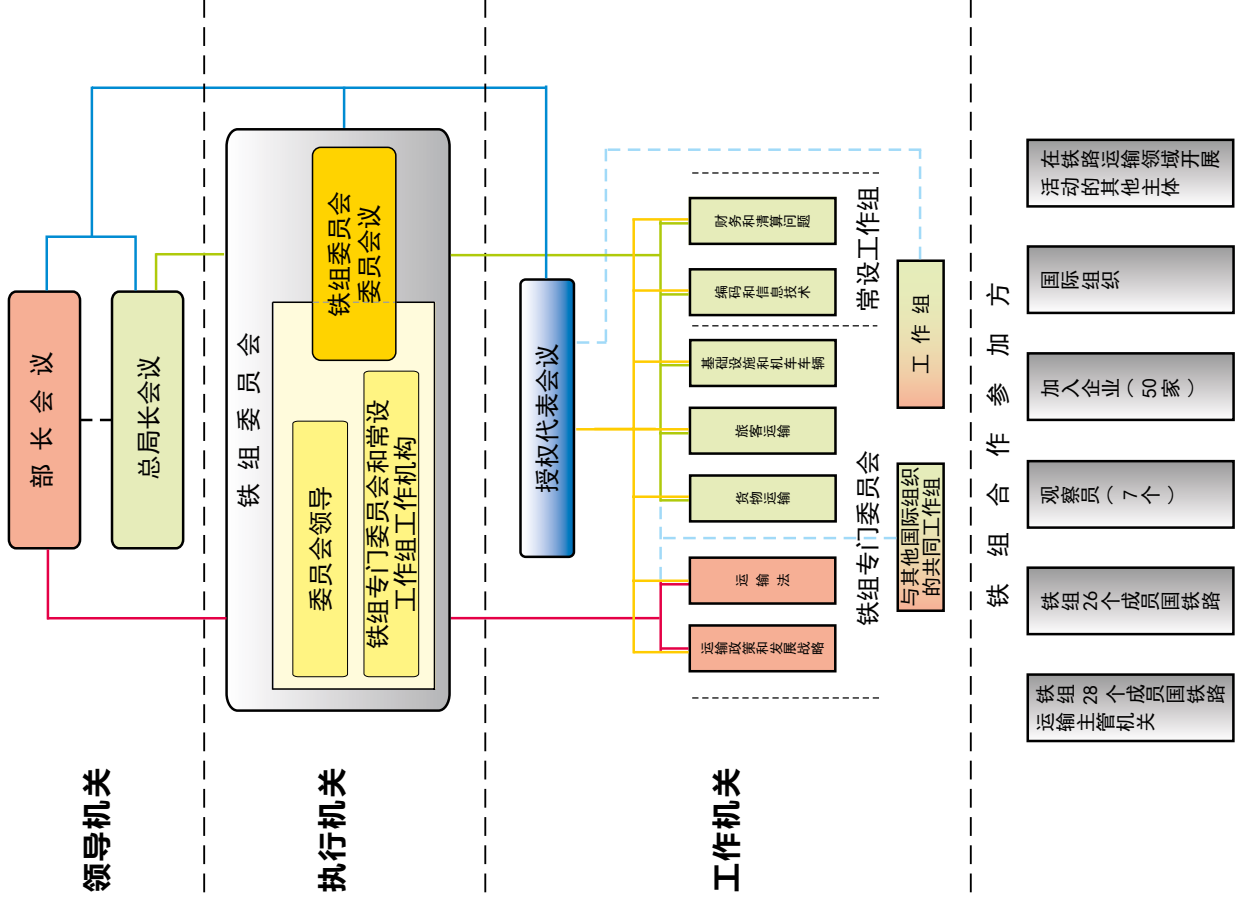 领导机关
部长会议
总局长会议
执行机关
铁组委员会
委员会领导
铁组专门委员会和常设
工作组工作机构
铁组委员会
委员会议
工作机关
授权代表会议
运输政策和发展战略
运输法
货物运输
旅客运输
基础设施和机车车辆
编码和信息技术
财务和清算问题
铁组专门委员会
常设工作组
与其他国际组织
的共同工作组
工作组
铁组合作参加方
铁组 28 个成员国铁路
运输主管机关
铁组26个成员国铁路
观察员（7个）
加入企业（50家）
国际组织
在铁路运输领域开展
活动的其他主体